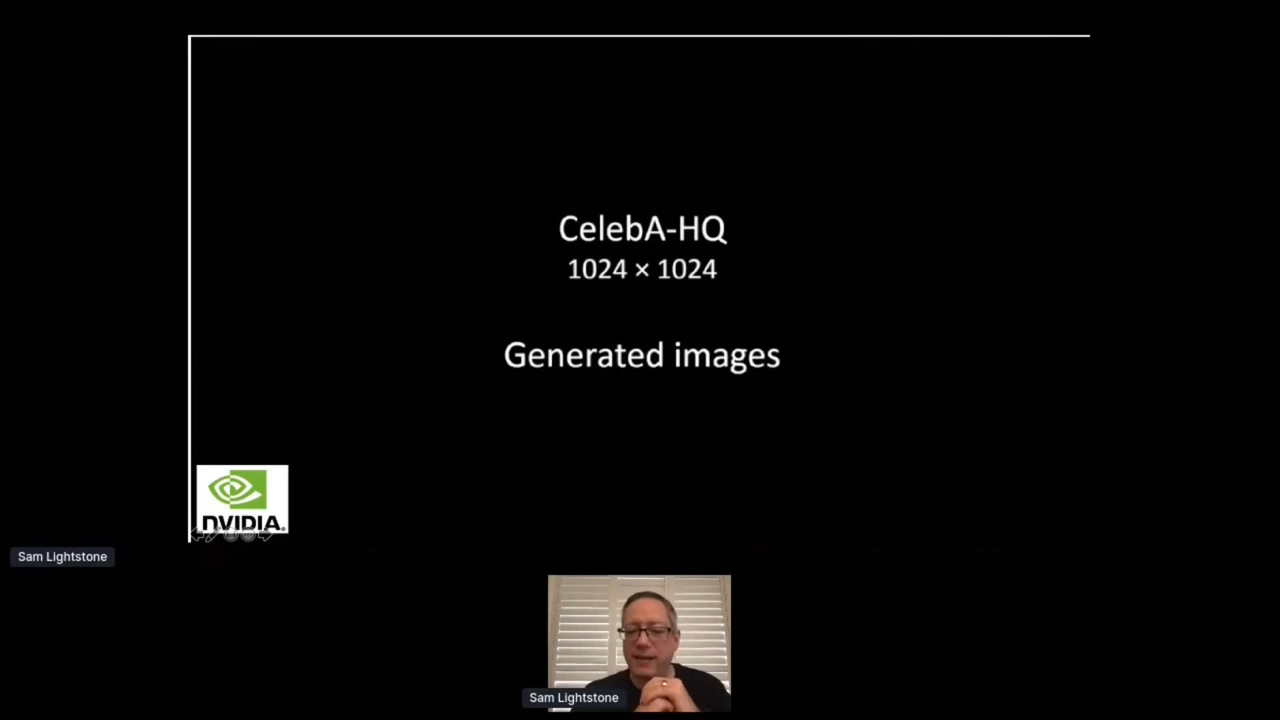 CelebA-HQ
1024 × 1024
Generated images
NVIDIA®
Sam Lightstone
Sam Lightstone